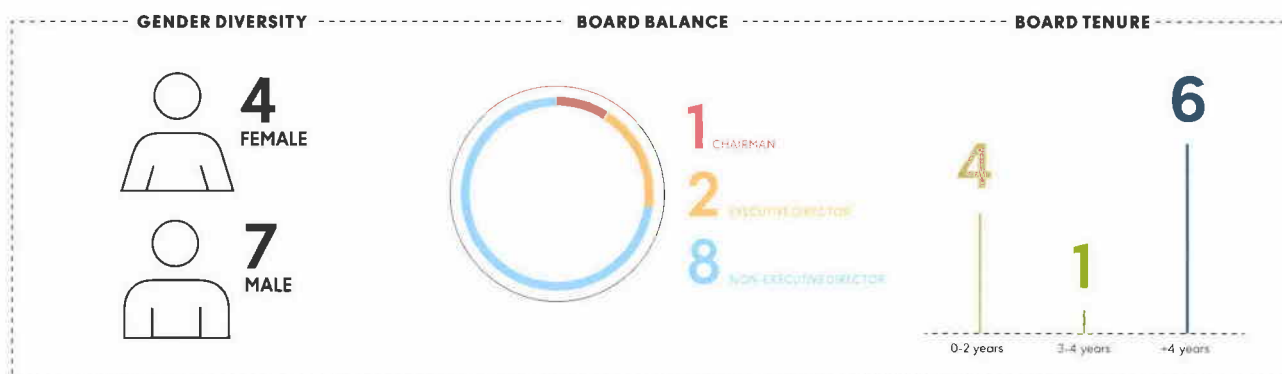 GENDER DIVERSITY
4
FEMALE
7
MALE
BOARD BALANCE
1 CHAIRMAN
2 EXECUTIVE DIRECTOR
8 NON-EXECUTIVE DIRECTOR
BOARD TENURE
4
1
6
0-2 years
3-4 years
+4 years